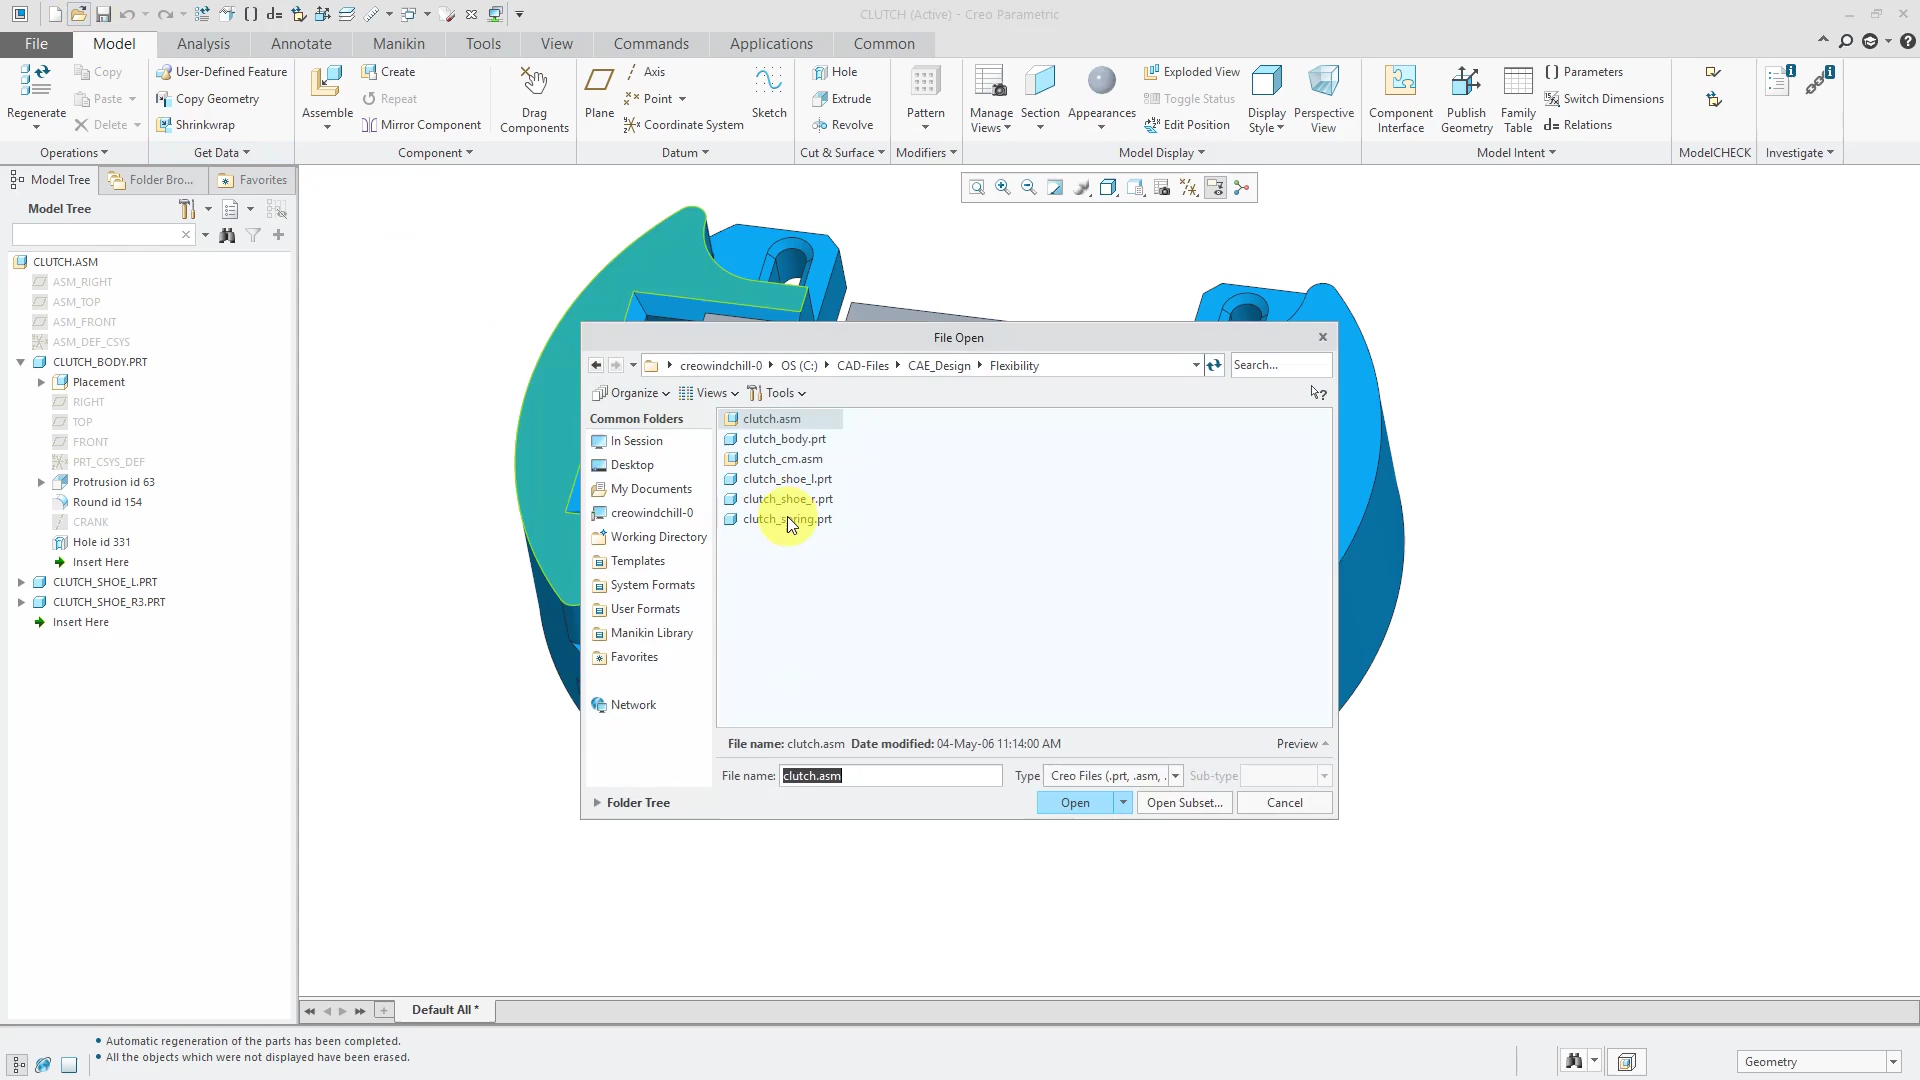 CLUTCH (Active) - Creo Parametric
File
Model
Analysis
Annotate
Manikin
Tools
View
Commands
Applications
Common
Regenerate
Copy
Paste
Delete
Operations
User-Defined Feature
Copy Geometry
Shrinkwrap
Get Data
Assemble
Create
Repeat
Mirror Component
Drag Components
Component
Plane
Axis
Point
Coordinate System
Sketch
Datum
Hole
Extrude
Revolve
Cut & Surface
Pattern
Modifiers
Manage Views
Section
Appearances
Exploded View
Toggle Status
Edit Position
Display Style
Perspective View
Model Display
Component Interface
Publish Geometry
Family Table
Parameters
Switch Dimensions
d= Relations
Model Intent
ModelCHECK
Investigate
Model Tree
Folder Bro...
Favorites
Model Tree
CLUTCH.ASM
ASM_RIGHT
ASM_TOP
ASM_FRONT
ASM_DEF_CSYS
CLUTCH_BODY.PRT
Placement
RIGHT
TOP
FRONT
PRT_CSYS_DEF
Protrusion id 63
Round id 154
CRANK
Hole id 331
Insert Here
CLUTCH_SHOE_L.PRT
CLUTCH_SHOE_R3.PRT
Insert Here
File Open
creowindchill-0
OS (C:)
CAD-Files
CAE_Design
Flexibility
Search...
Organize
Views
Tools
Common Folders
In Session
Desktop
My Documents
creowindchill-0
Working Directory
Templates
System Formats
User Formats
Manikin Library
Favorites
Network
clutch.asm
clutch_body.prt
clutch_cm.asm
clutch_shoe_l.prt
clutch_shoe_r.prt
clutch_spring.prt
File name: clutch.asm Date modified: 04-May-06 11:14:00 AM
Preview
File name: clutch.asm
Type Creo Files (.prt, .asm, .
Sub-type
Folder Tree
Open
Open Subset...
Cancel
Default All *
• Automatic regeneration of the parts has been completed.
• All the objects which were not displayed have been erased.
Geometry